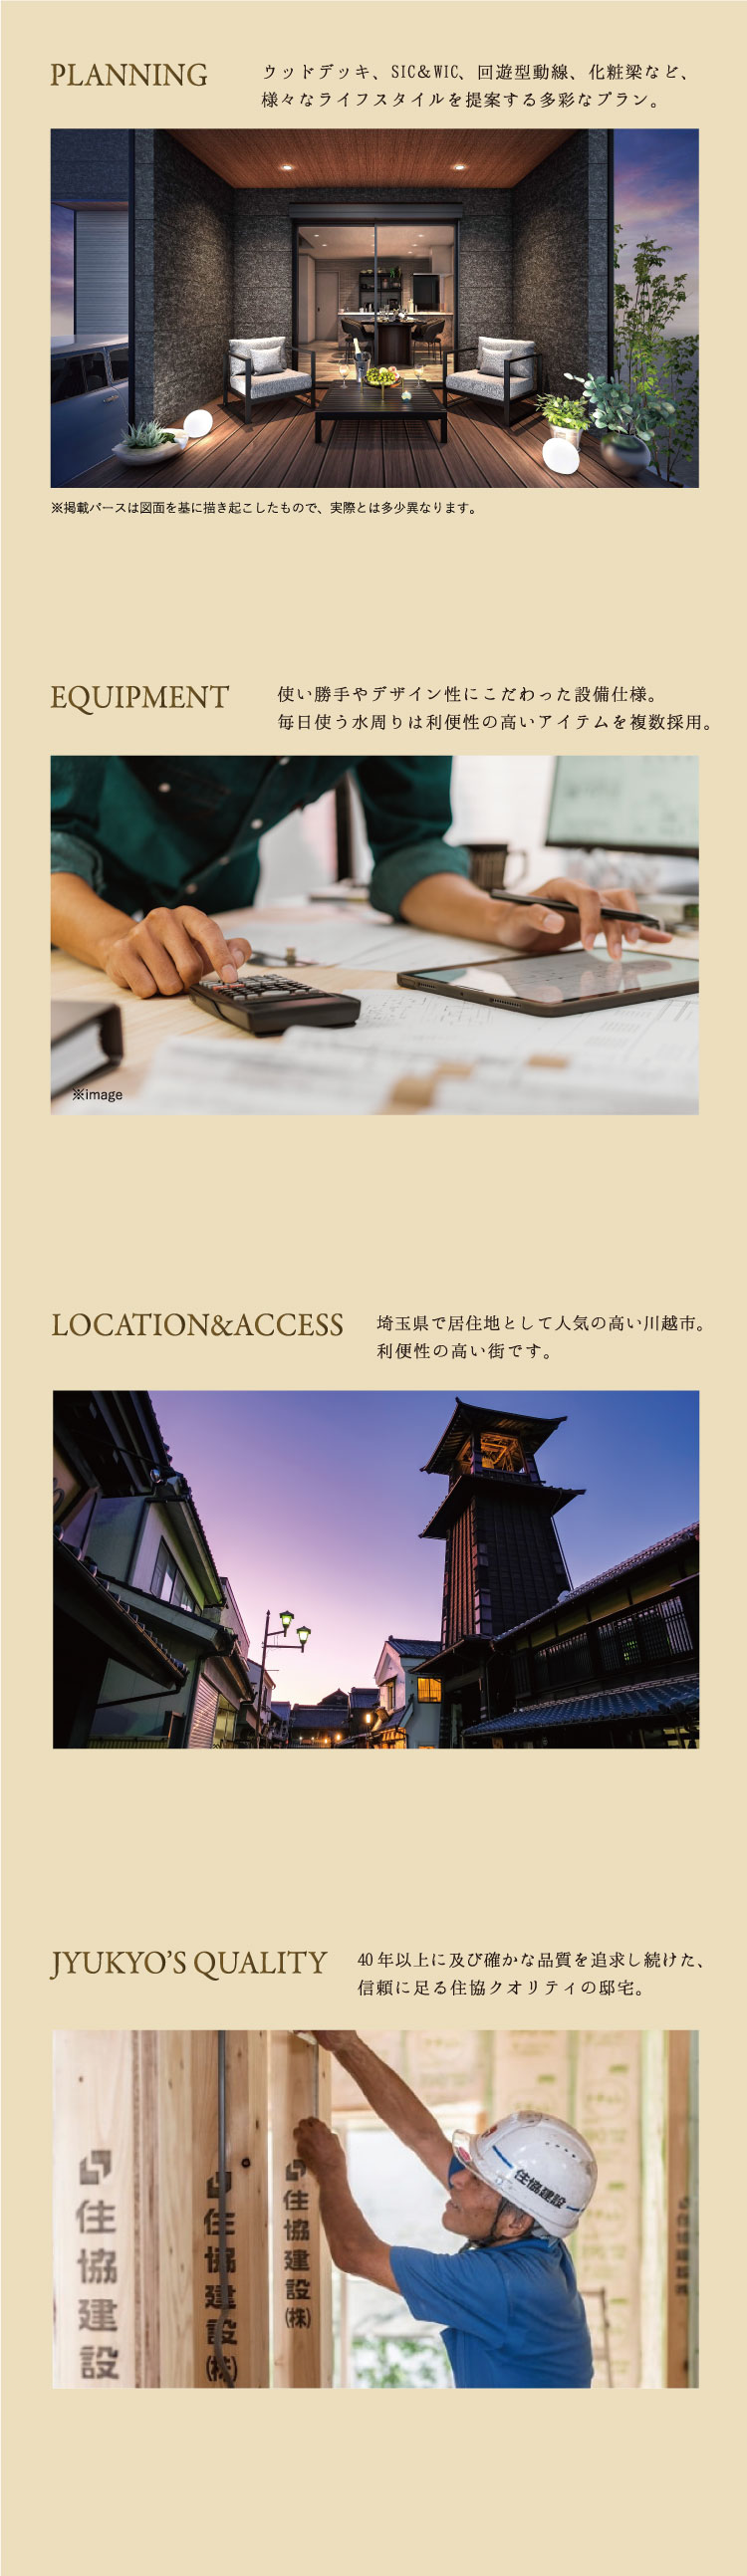 PLANNING
ウッドデッキ、SIC&WIC、回遊型動線、化粧梁など、
様々なライフスタイルを提案する多彩なプラン。
※掲載パースは図面を基に描き起こしたもので、実際とは多少異なります。
EQUIPMENT
使い勝手やデザイン性にこだわった設備仕様。
毎日使う水周りは利便性の高いアイテムを複数採用。
※image
LOCATION&ACCESS
埼玉県で居住地として人気の高い川越市。
利便性の高い街です。
JYUKYO'S QUALITY
40年以上に及び確かな品質を追求し続けた、
信頼に足る住協クオリティの邸宅。
住協建設
住協建設
住協建設(株)
住協建設(株)